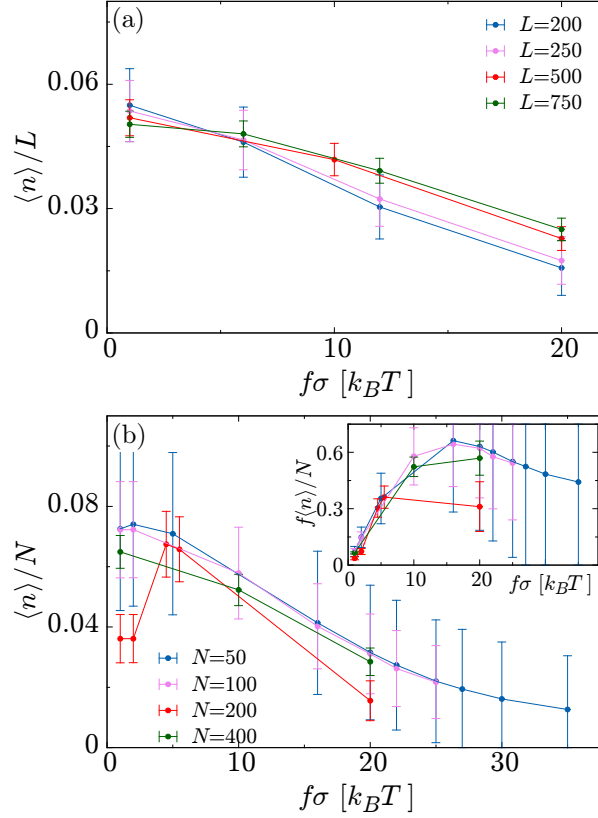 (a)
L=200
L=250
L=500
L=750
0.06
0.03
0
⟨n⟩/L
10
20
fσ [k_BT]
(b)
0.08
0.04
0
⟨n⟩/N
N=50
N=100
N=200
N=400
0
10
20
30
fσ [k_BT]
0.6
0.3
0
f⟨n⟩/N
0
10
20
30
fσ [k_BT]